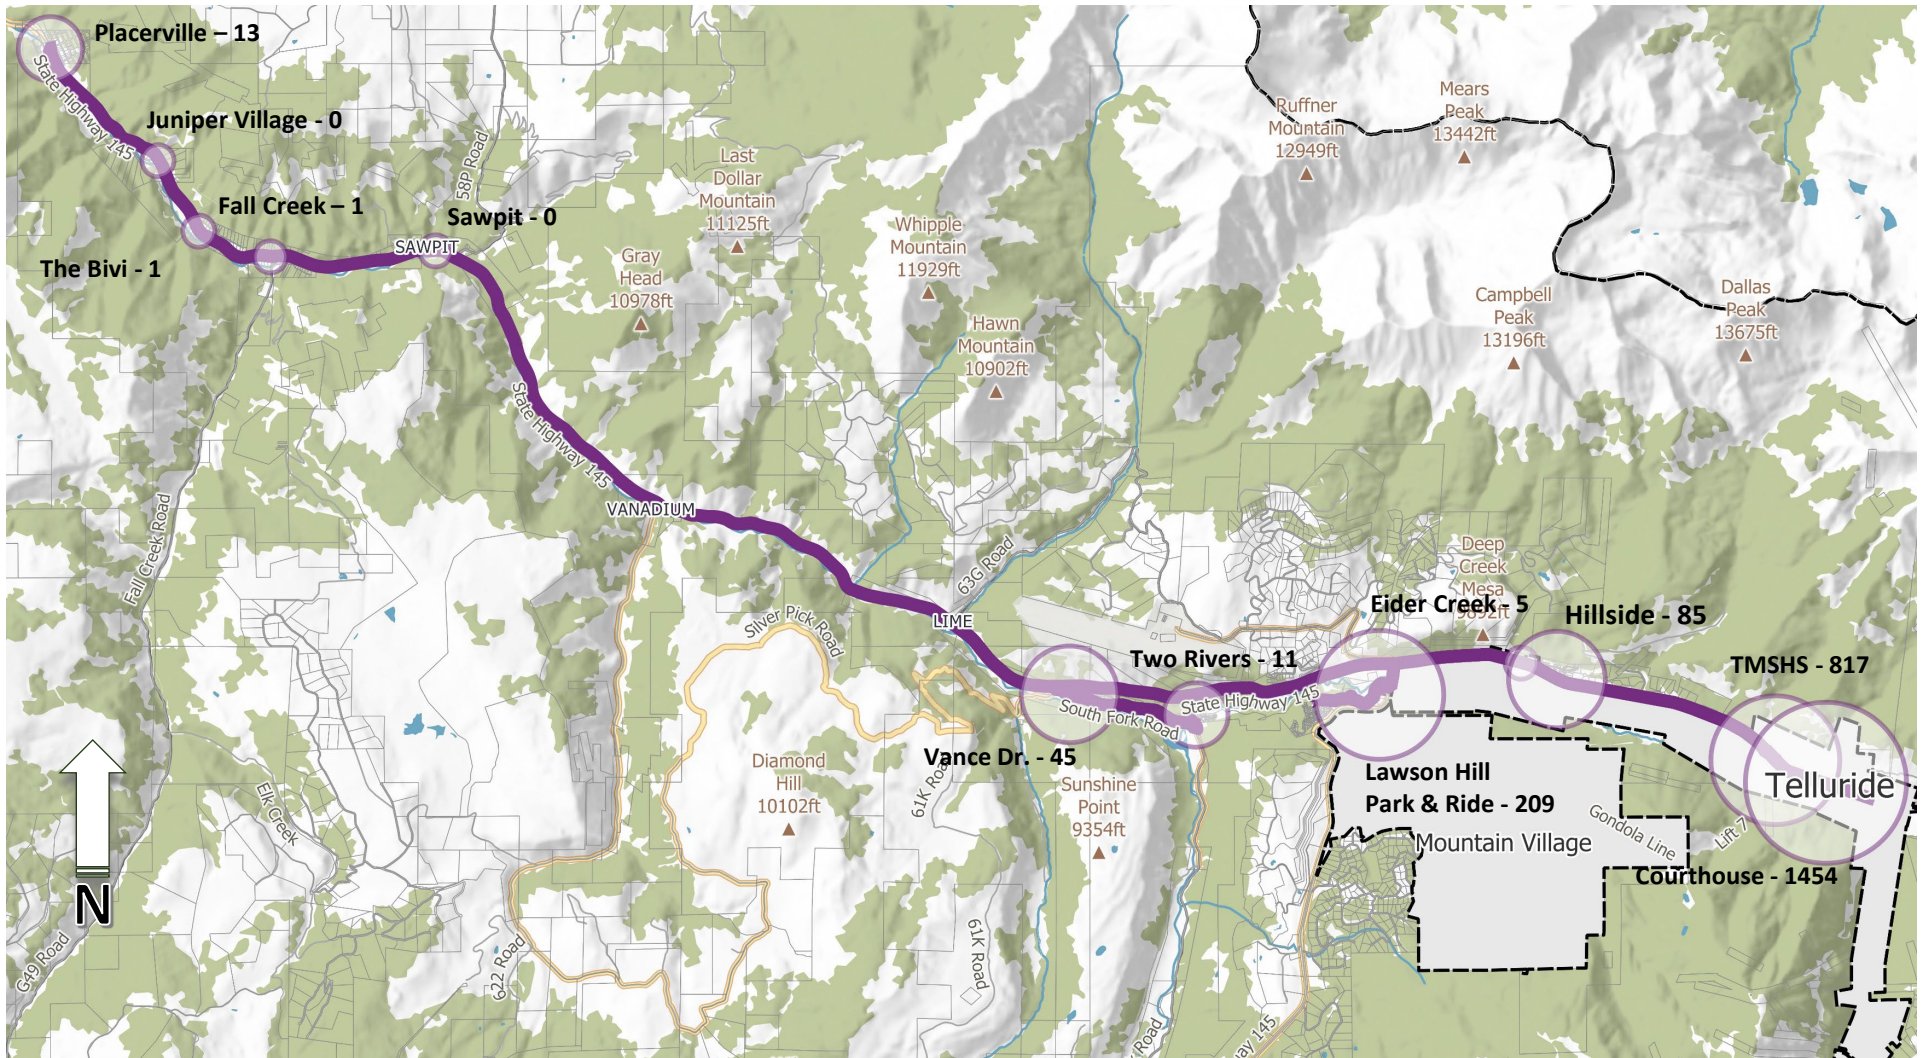 Placerville – 13
State Highway 145
Juniper Village - 0
58P Road
Fall Creek – 1
Sawpit - 0
SAWPIT
The Bivi - 1
Last
Dollar
Mountain
11125ft
Gray
Head
10978ft
Whipple
Mountain
11929ft
Hawn
Mountain
10902ft
Ruffner
Mountain
12949ft
Mears
Peak
13442ft
Campbell
Peak
13196ft
Dallas
Peak
13675ft
State Highway 145
VANADIUM
Fall Creek Road
63G Road
Silver Pick Road
LIME
Deep
Creek
Mesa
Eider Creek - 5
Hillside - 85
Two Rivers - 11
TMSHS - 817
State Highway 145
South Fork Road
Vance Dr. - 45
61K Road
Diamond
Hill
10102ft
Sunshine
Point
9354ft
Lawson Hill
Park & Ride - 209
Telluride
Mountain Village
Gondola Line
Lift 7
Courthouse - 1454
Elk Creek
N
G49 Road
G22 Road
61K Road
Road
way 145